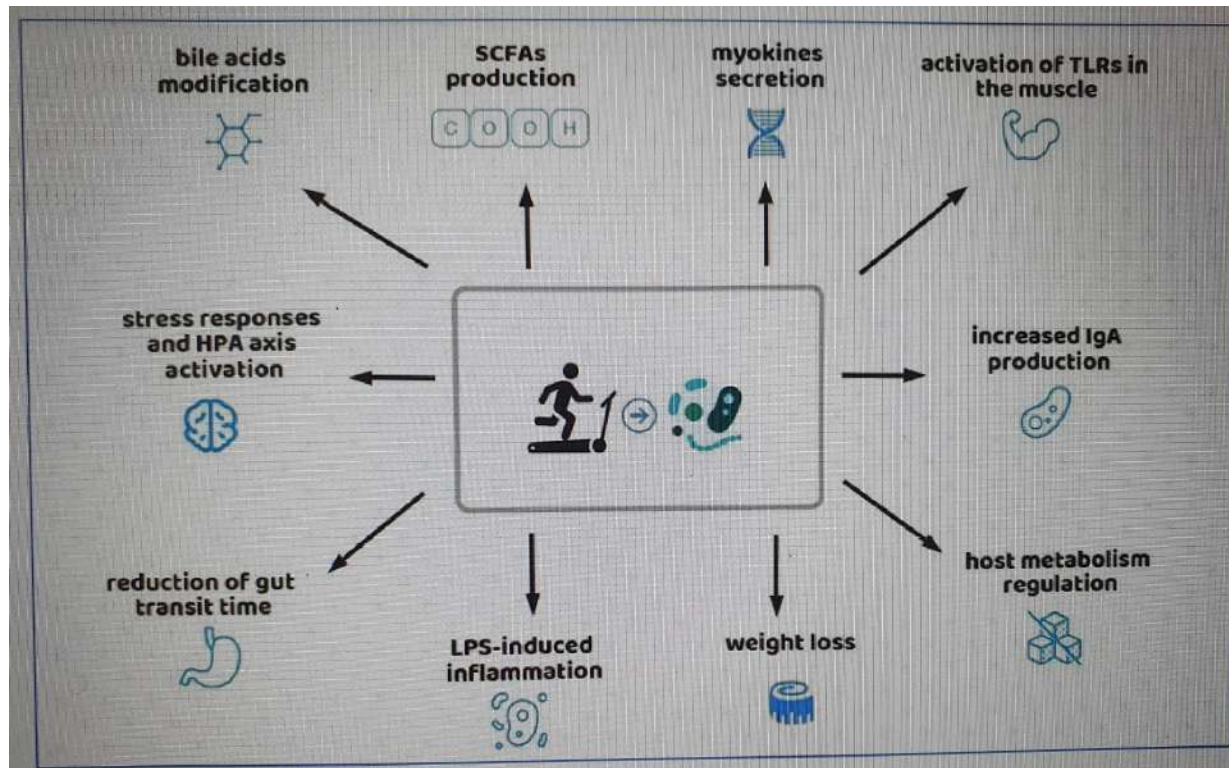 bile acids
modification
SCFAs
production
C O O H
myokines
secretion
activation of TLRs in
the muscle
stress responses
and HPA axis
activation
increased IgA
production
reduction of gut
transit time
LPS-induced
inflammation
weight loss
host metabolism
regulation